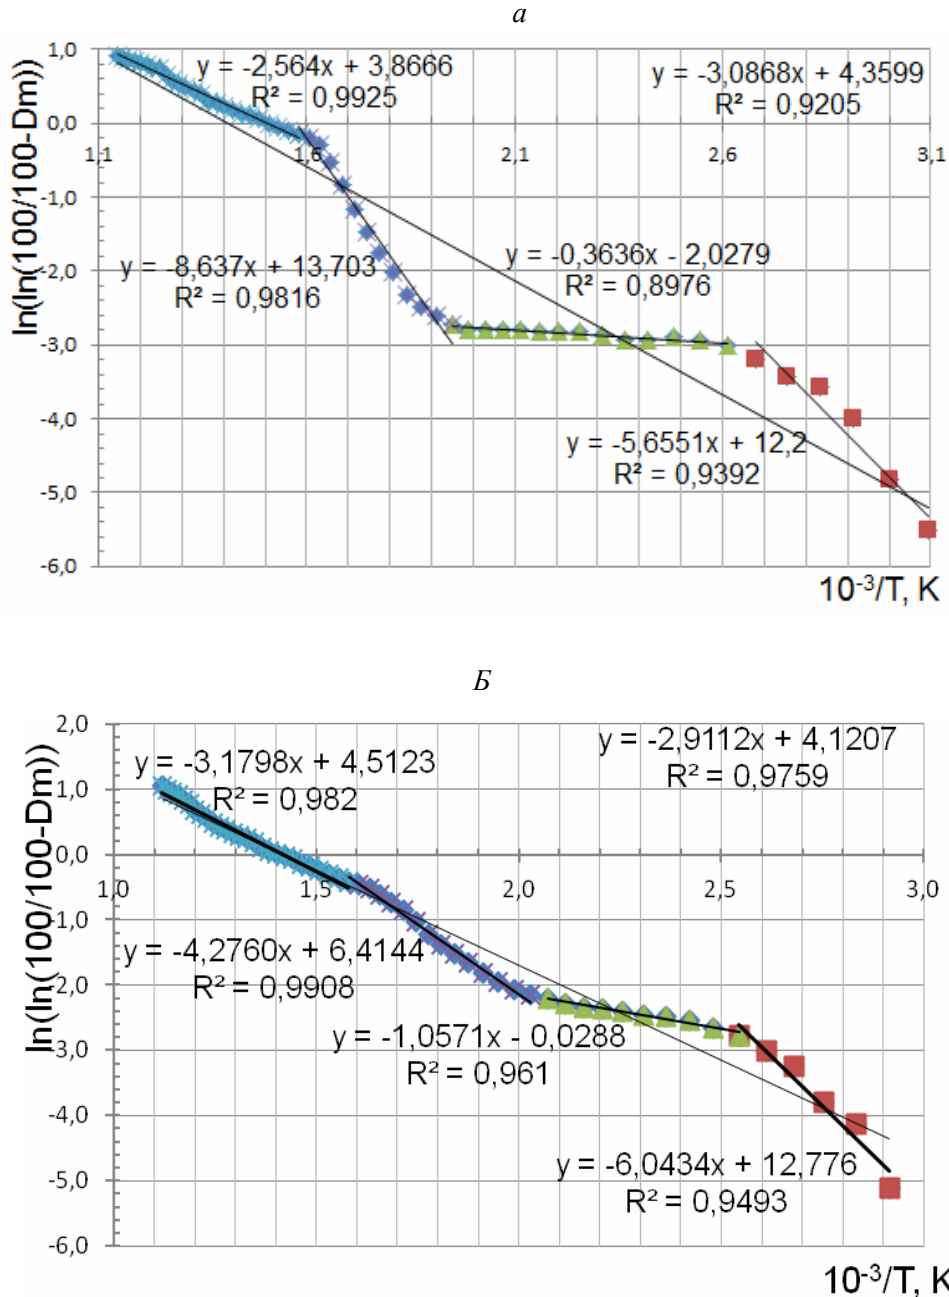 а
1,0
y = -2,564x + 3,8666
R² = 0,9925
y = -3,0868x + 4,3599
R² = 0,9205
0,0
1,1
1,6
2,1
2,6
3,1
-1,0
y = -8,637x + 13,703
R² = 0,9816
y = -0,3636x - 2,0279
R² = 0,8976
-2,0
-3,0
-4,0
y = -5,6551x + 12,2
R² = 0,9392
-5,0
-6,0
ln(ln(100/100-Dm))
10⁻³/T, K
Б
2,0
y = -3,1798x + 4,5123
R² = 0,982
y = -2,9112x + 4,1207
R² = 0,9759
1,0
0,0
1,0
1,5
2,0
2,5
3,0
-1,0
y = -4,2760x + 6,4144
R² = 0,9908
-2,0
y = -1,0571x - 0,0288
R² = 0,961
-3,0
-4,0
y = -6,0434x + 12,776
R² = 0,9493
-5,0
-6,0
ln(ln(100/100-Dm))
10⁻³/T, K